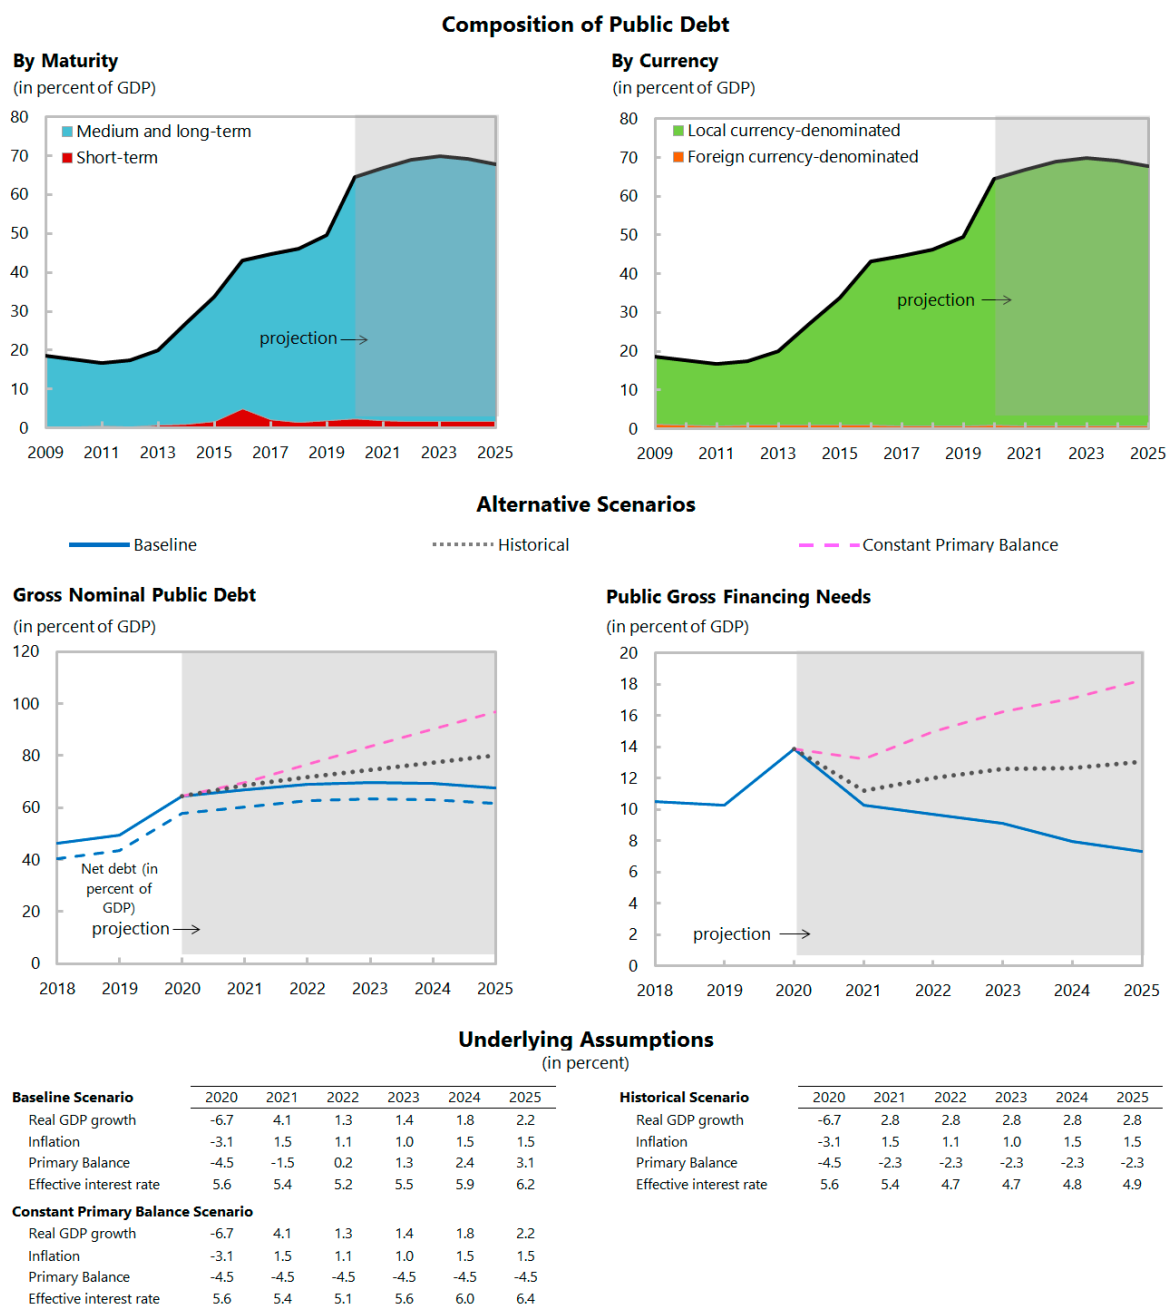 Composition of Public Debt
By Maturity
(in percent of GDP)
80
70
60
50
40
30
20
10
0
Medium and long-term
Short-term
projection
2009 2011 2013 2015 2017 2019 2021 2023 2025
By Currency
(in percent of GDP)
80
70
60
50
40
30
20
10
0
Local currency-denominated
Foreign currency-denominated
projection
2009 2011 2013 2015 2017 2019 2021 2023 2025
Alternative Scenarios
Baseline Historical Constant Primary Balance
Gross Nominal Public Debt
(in percent of GDP)
120
100
80
60
40
20
0
Net debt (in
percent of
GDP)
projection
2018 2019 2020 2021 2022 2023 2024 2025
Public Gross Financing Needs
(in percent of GDP)
20
18
16
14
12
10
8
6
4
2
0
projection
2018 2019 2020 2021 2022 2023 2024 2025
Underlying Assumptions
(in percent)
Baseline Scenario 2020 2021 2022 2023 2024 2025
Real GDP growth -6.7 4.1 1.3 1.4 1.8 2.2
Inflation -3.1 1.5 1.1 1.0 1.5 1.5
Primary Balance -4.5 -1.5 0.2 1.3 2.4 3.1
Effective interest rate 5.6 5.4 5.2 5.5 5.9 6.2
Constant Primary Balance Scenario
Real GDP growth -6.7 4.1 1.3 1.4 1.8 2.2
Inflation -3.1 1.5 1.1 1.0 1.5 1.5
Primary Balance -4.5 -4.5 -4.5 -4.5 -4.5 -4.5
Effective interest rate 5.6 5.4 5.1 5.6 6.0 6.4
Historical Scenario 2020 2021 2022 2023 2024 2025
Real GDP growth -6.7 2.8 2.8 2.8 2.8 2.8
Inflation -3.1 1.5 1.1 1.0 1.5 1.5
Primary Balance -4.5 -2.3 -2.3 -2.3 -2.3 -2.3
Effective interest rate 5.6 5.4 4.7 4.7 4.8 4.9